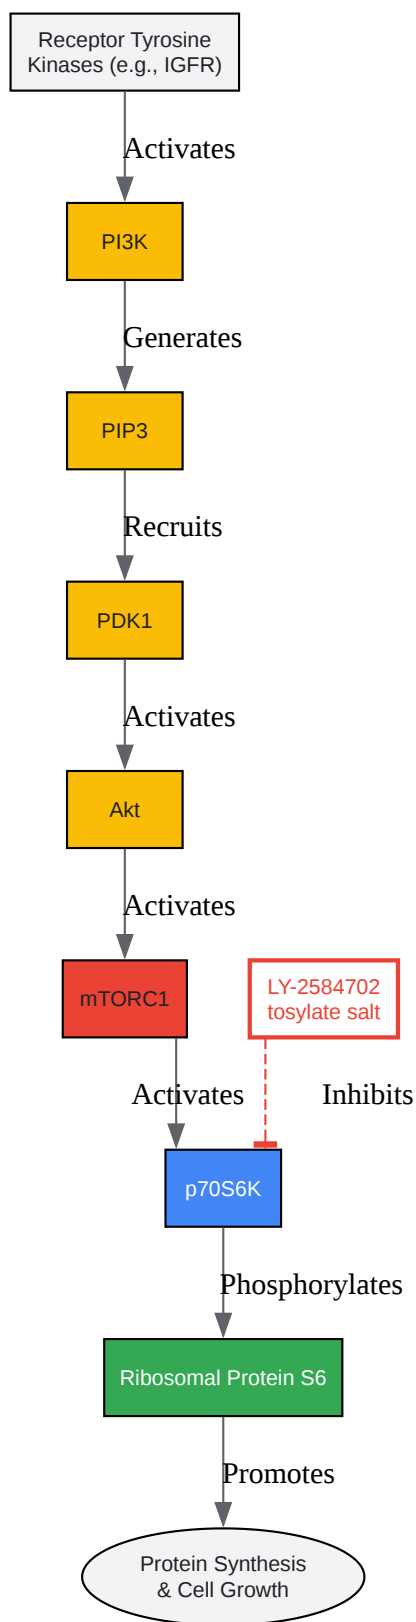 Receptor Tyrosine
Kinases (e.g., IGFR)
Activates
PI3K
Generates
PIP3
Recruits
PDK1
Activates
Akt
Activates
mTORC1
LY-2584702
tosylate salt
Activates
Inhibits
p70S6K
Phosphorylates
Ribosomal Protein S6
Promotes
Protein Synthesis
& Cell Growth